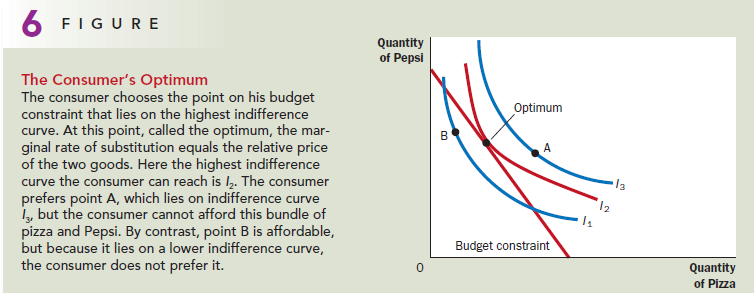 6 FIGURE
The Consumer's Optimum
The consumer chooses the point on his budget
constraint that lies on the highest indifference
curve. At this point, called the optimum, the mar-
ginal rate of substitution equals the relative price
of the two goods. Here the highest indifference
curve the consumer can reach is I₂. The consumer
prefers point A, which lies on indifference curve
I₃, but the consumer cannot afford this bundle of
pizza and Pepsi. By contrast, point B is affordable,
but because it lies on a lower indifference curve,
the consumer does not prefer it.
Quantity
of Pepsi
Optimum
B
A
I₃
I₂
I₁
Budget constraint
0
Quantity
of Pizza